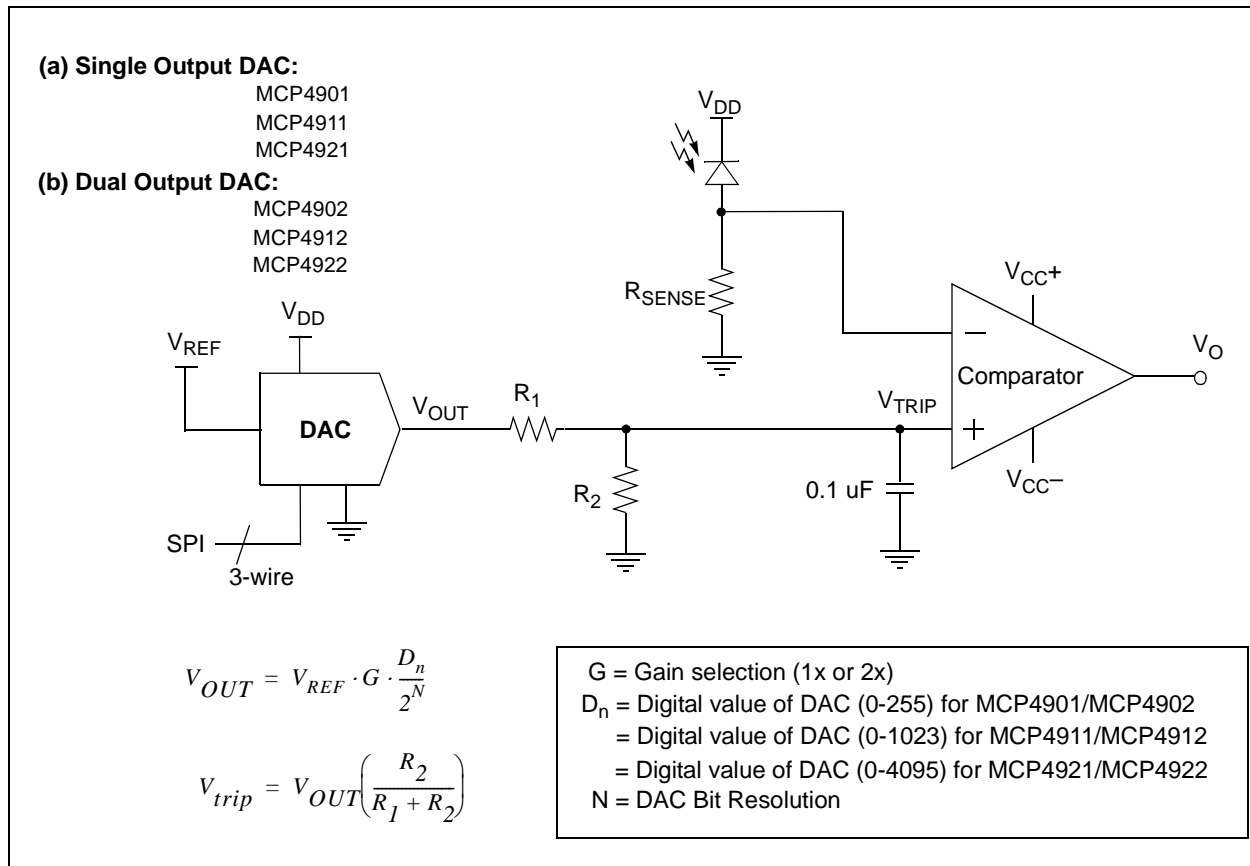 (a) Single Output DAC:
MCP4901
MCP4911
MCP4921
(b) Dual Output DAC:
MCP4902
MCP4912
MCP4922
VDD
RSENSE
VCC+
VDD
VREF
DAC
VOUT
R1
VTRIP
−
Comparator
+
VO
VCC–
R2
0.1 uF
SPI
3-wire
VOUT = VREF · G · Dn/2^N
Vtrip = VOUT(R2/(R1 + R2))
G = Gain selection (1x or 2x)
Dn = Digital value of DAC (0-255) for MCP4901/MCP4902
= Digital value of DAC (0-1023) for MCP4911/MCP4912
= Digital value of DAC (0-4095) for MCP4921/MCP4922
N = DAC Bit Resolution